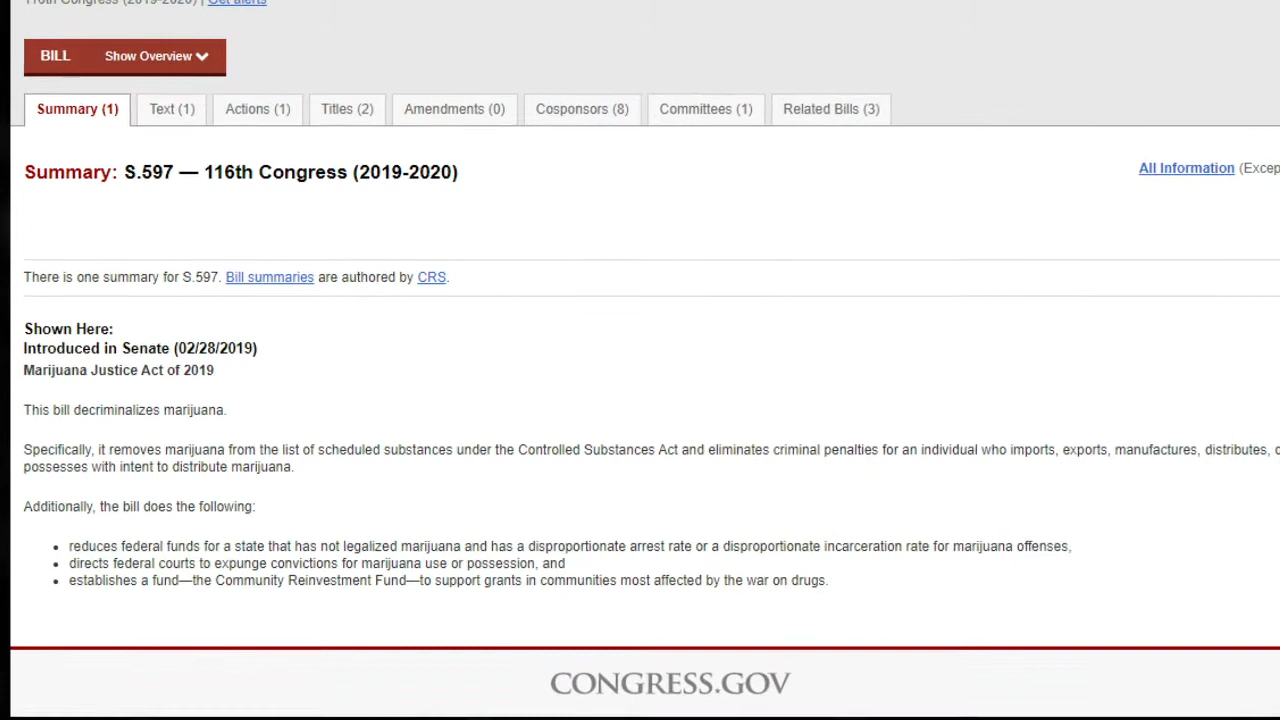 116th Congress (2019-2020) | Get alerts
BILL Show Overview
Summary (1) Text (1) Actions (1) Titles (2) Amendments (0) Cosponsors (8) Committees (1) Related Bills (3)
Summary: S.597 — 116th Congress (2019-2020)
All Information (Excep
There is one summary for S.597. Bill summaries are authored by CRS.
Shown Here:
Introduced in Senate (02/28/2019)
Marijuana Justice Act of 2019
This bill decriminalizes marijuana.
Specifically, it removes marijuana from the list of scheduled substances under the Controlled Substances Act and eliminates criminal penalties for an individual who imports, exports, manufactures, distributes,
possesses with intent to distribute marijuana.
Additionally, the bill does the following:
• reduces federal funds for a state that has not legalized marijuana and has a disproportionate arrest rate or a disproportionate incarceration rate for marijuana offenses,
• directs federal courts to expunge convictions for marijuana use or possession, and
• establishes a fund—the Community Reinvestment Fund—to support grants in communities most affected by the war on drugs.
CONGRESS.GOV